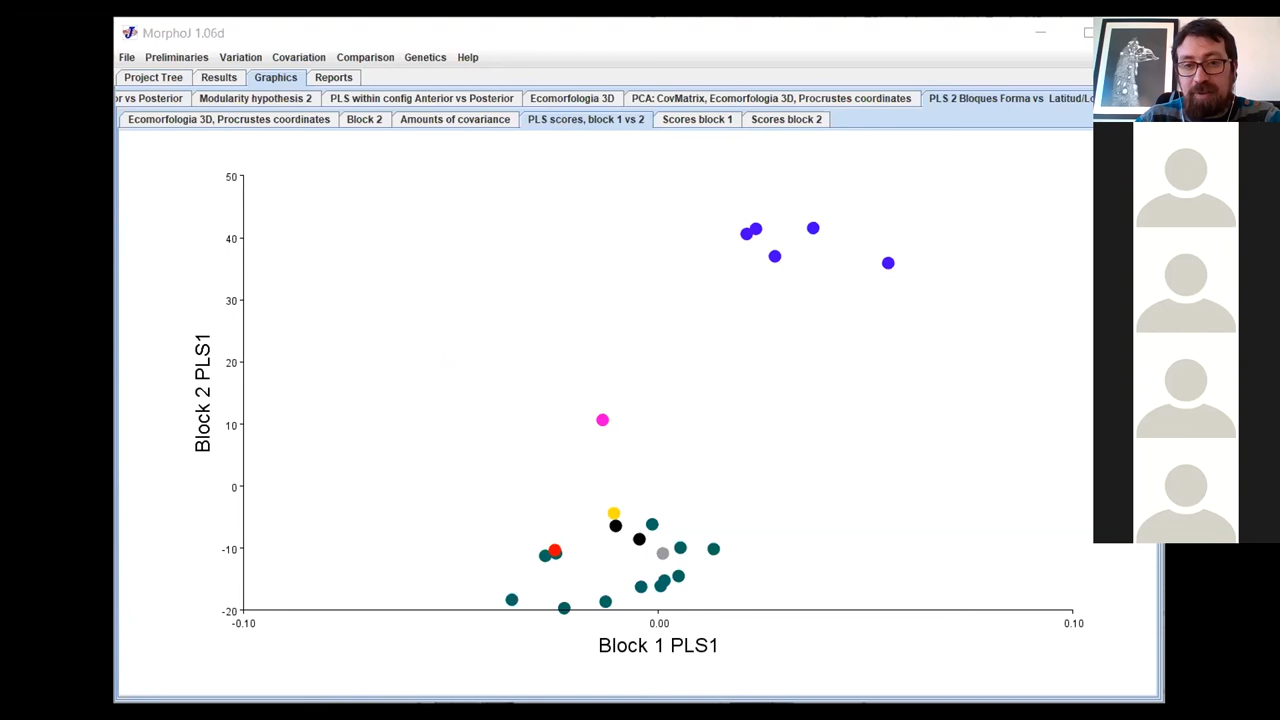 MorphoJ 1.06d
File Preliminaries Variation Covariation Comparison Genetics Help
Project Tree Results Graphics Reports
or vs Posterior Modularity hypothesis 2 PLS within config Anterior vs Posterior Ecomorfologia 3D PCA: CovMatrix, Ecomorfologia 3D, Procrustes coordinates PLS 2 Bloques Forma vs Latitud/Lo
Ecomorfologia 3D, Procrustes coordinates Block 2 Amounts of covariance PLS scores, block 1 vs 2 Scores block 1 Scores block 2
50
40
30
20
10
0
-10
-20
Block 2 PLS1
-0.10 0.00 0.10
Block 1 PLS1